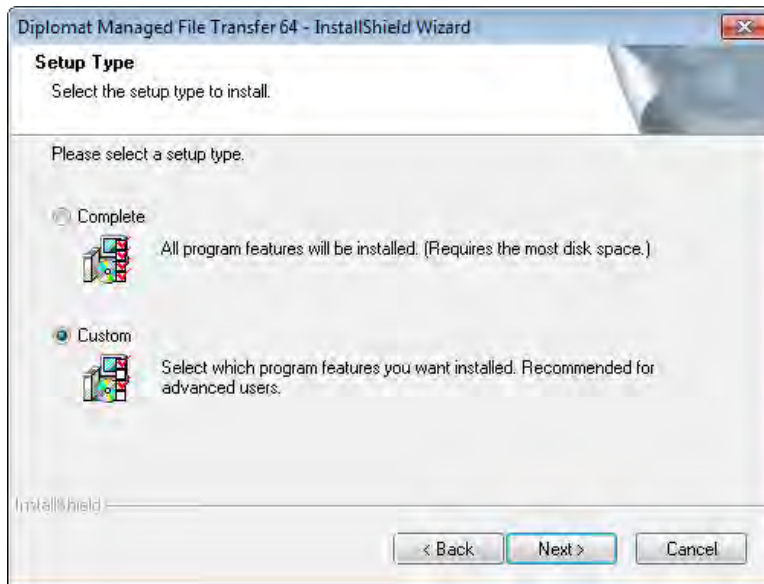 Diplomat Managed File Transfer 64 - InstallShield Wizard
Setup Type
Select the setup type to install.
Please select a setup type.
Complete
All program features will be installed. (Requires the most disk space.)
Custom
Select which program features you want installed. Recommended for
advanced users.
InstallShield
< Back
Next >
Cancel